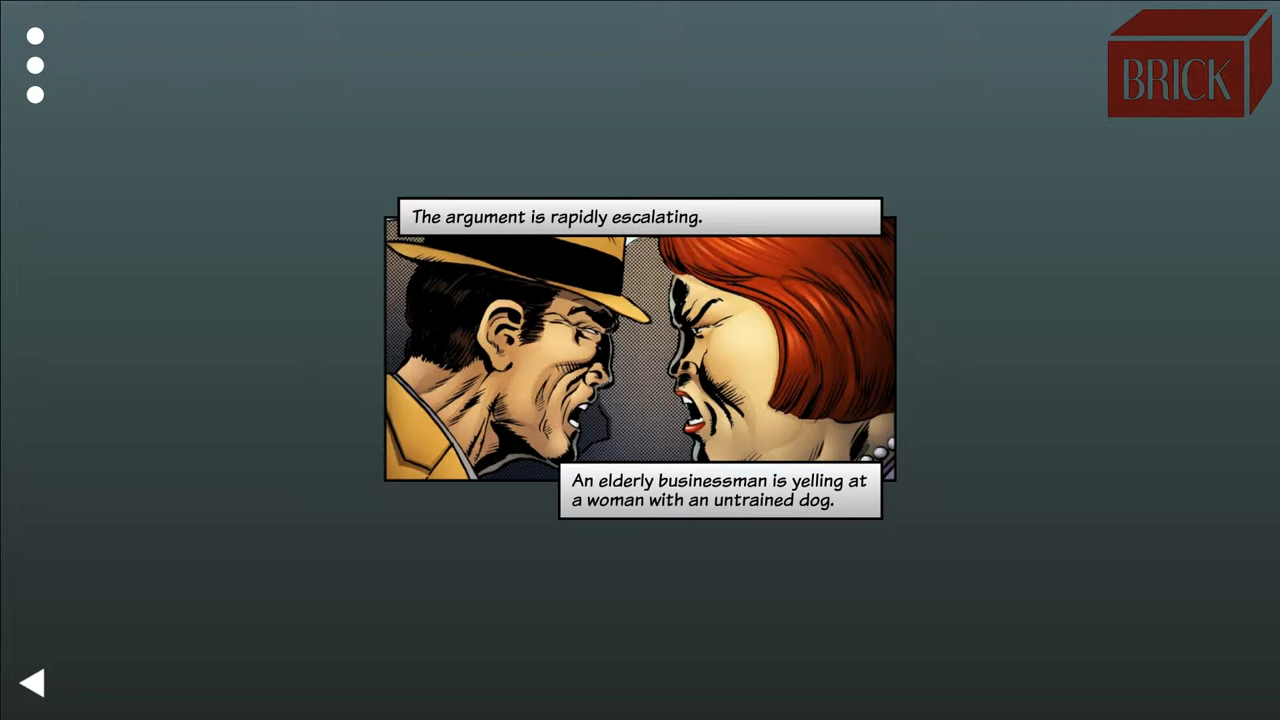 BRICK
The argument is rapidly escalating.
An elderly businessman is yelling at
a woman with an untrained dog.